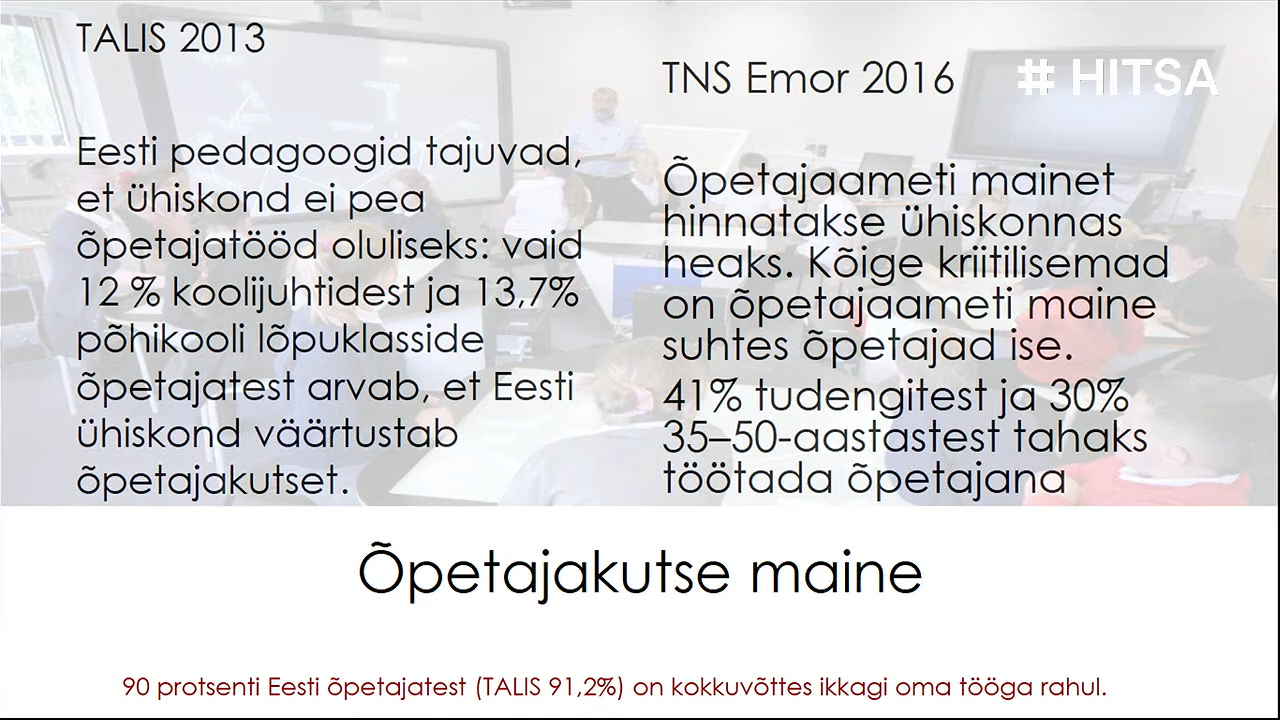 TALIS 2013
Eesti pedagoogid tajuvad,
et ühiskond ei pea
õpetajatööd oluliseks: vaid
12 % koolijuhtidest ja 13,7%
põhikooli lõpuklasside
õpetajatest arvab, et Eesti
ühiskond väärtustab
õpetajakutset.
TNS Emor 2016
# HITSA
Õpetajaameti mainet
hinnatakse ühiskonnas
heaks. Kõige kriitilisemad
on õpetajaameti maine
suhtes õpetajad ise.
41% tudengitest ja 30%
35–50-aastastest tahaks
töötada õpetajana
Õpetajakutse maine
90 protsenti Eesti õpetajatest (TALIS 91,2%) on kokkuvõttes ikkagi oma tööga rahul.